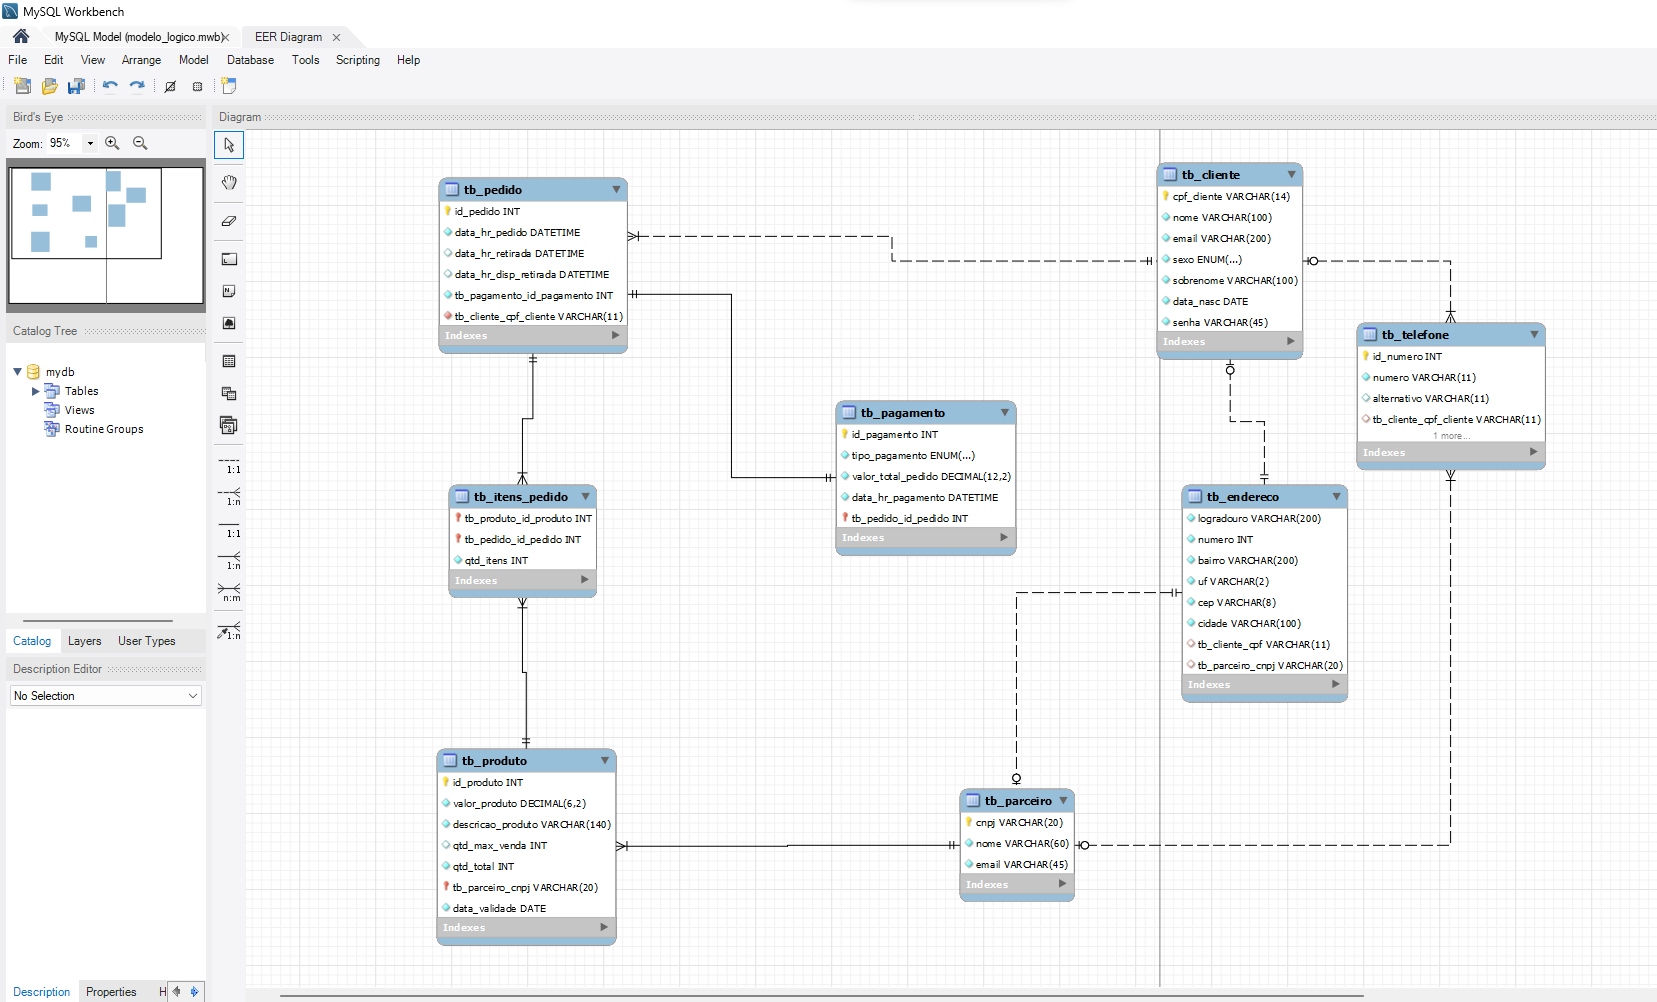 MySQL Workbench
MySQL Model (modelo_logico.mwb)
EER Diagram
File Edit View Arrange Model Database Tools Scripting Help
Bird's Eye
Diagram
Zoom: 95%
Catalog Tree
mydb
Tables
Views
Routine Groups
Catalog Layers User Types
Description Editor
No Selection
Description Properties H
1:1
1:n
1:1
1:n
n:m
1:n
tb_pedido
id_pedido INT
data_hr_pedido DATETIME
data_hr_retirada DATETIME
data_hr_disp_retirada DATETIME
tb_pagamento_id_pagamento INT
tb_cliente_cpf_cliente VARCHAR(11)
Indexes
tb_cliente
cpf_cliente VARCHAR(14)
nome VARCHAR(100)
email VARCHAR(200)
sexo ENUM(...)
sobrenome VARCHAR(100)
data_nasc DATE
senha VARCHAR(45)
Indexes
tb_telefone
id_numero INT
numero VARCHAR(11)
alternativo VARCHAR(11)
tb_cliente_cpf_cliente VARCHAR(11)
1 more...
Indexes
tb_pagamento
id_pagamento INT
tipo_pagamento ENUM(...)
valor_total_pedido DECIMAL(12,2)
data_hr_pagamento DATETIME
tb_pedido_id_pedido INT
Indexes
tb_itens_pedido
tb_produto_id_produto INT
tb_pedido_id_pedido INT
qtd_itens INT
Indexes
tb_endereco
logradouro VARCHAR(200)
numero INT
bairro VARCHAR(200)
uf VARCHAR(2)
cep VARCHAR(8)
cidade VARCHAR(100)
tb_cliente_cpf VARCHAR(11)
tb_parceiro_cnpj VARCHAR(20)
Indexes
tb_produto
id_produto INT
valor_produto DECIMAL(6,2)
descricao_produto VARCHAR(140)
qtd_max_venda INT
qtd_total INT
tb_parceiro_cnpj VARCHAR(20)
data_validade DATE
Indexes
tb_parceiro
cnpj VARCHAR(20)
nome VARCHAR(60)
email VARCHAR(45)
Indexes